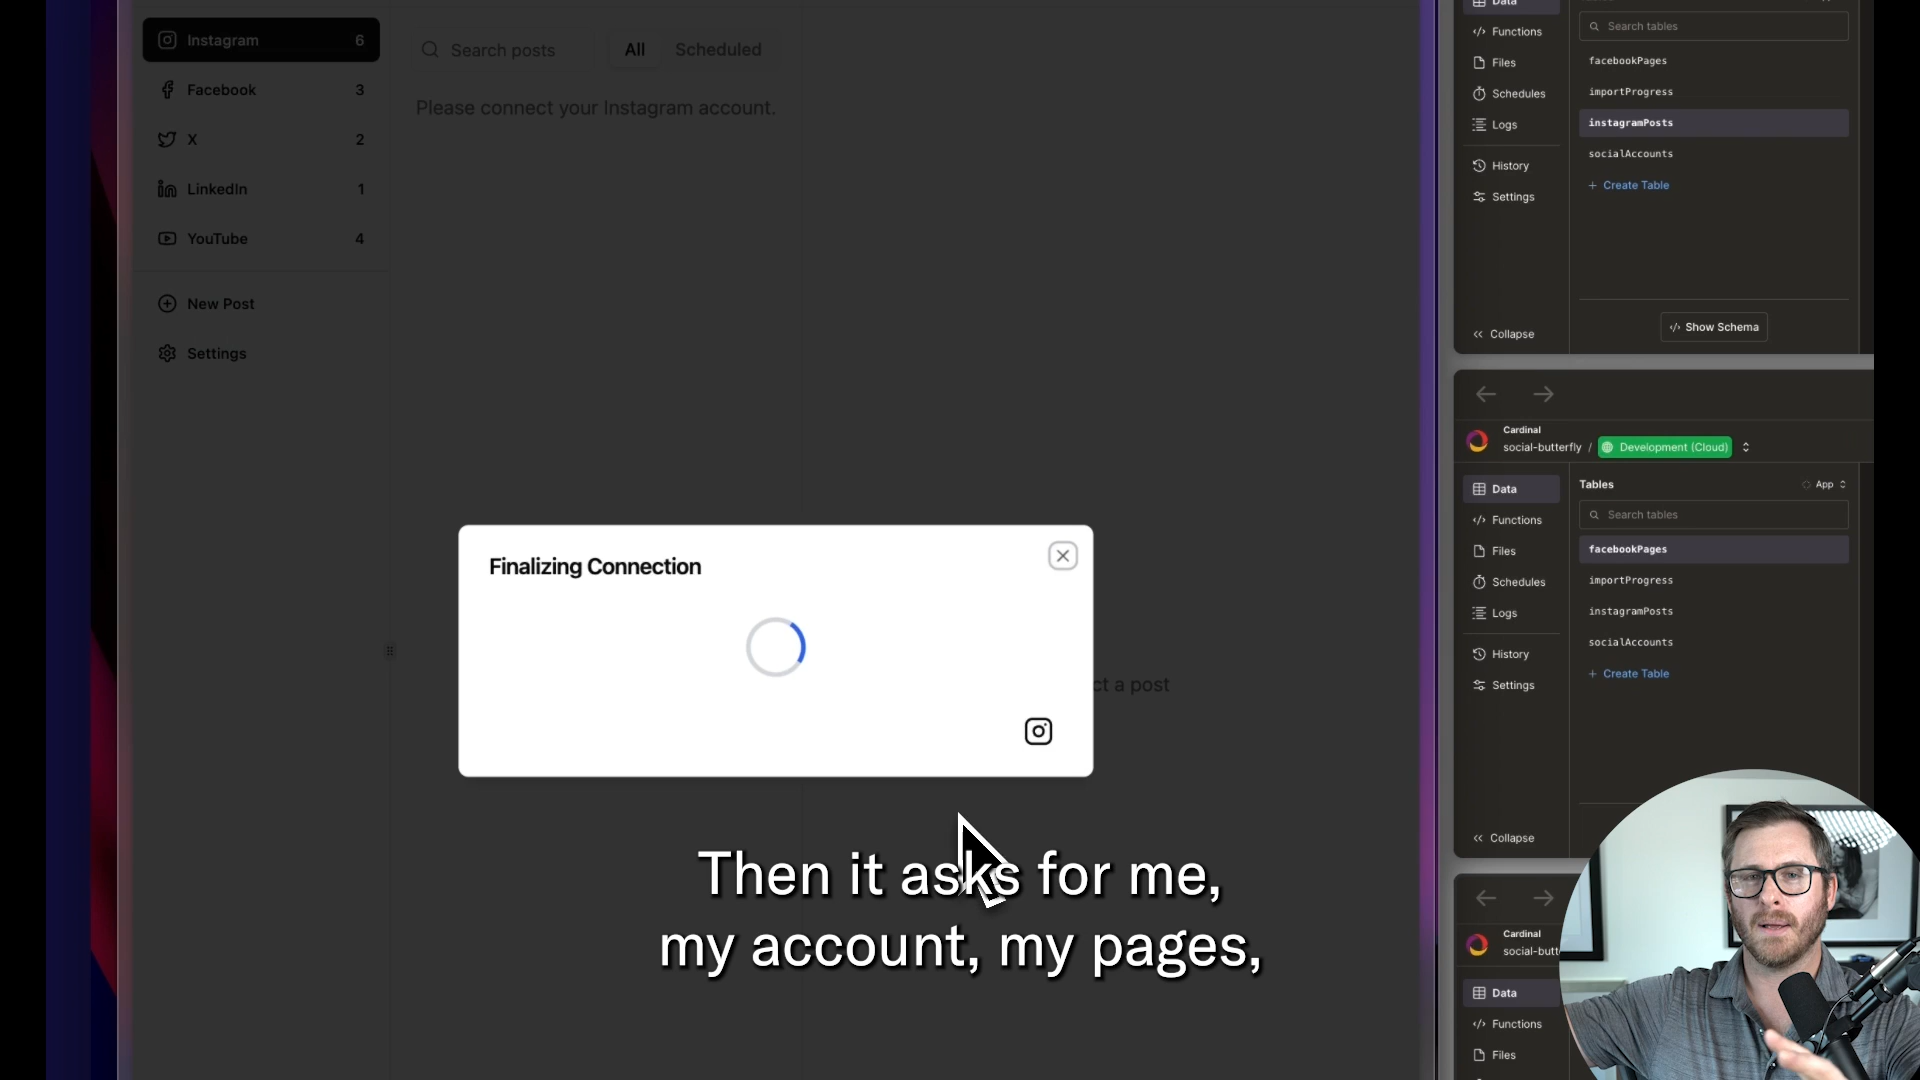 Instagram 6
Facebook 3
X 2
LinkedIn 1
YouTube 4
New Post
Settings
Search posts
All Scheduled
Please connect your Instagram account.
ct a post
Finalizing Connection
Then it asks for me,
my account, my pages,
Data
Functions
Files
Schedules
Logs
History
Settings
Collapse
Search tables
facebookPages
importProgress
instagramPosts
socialAccounts
+ Create Table
Show Schema
Cardinal
social-butterfly / Development (Cloud)
Data
Functions
Files
Schedules
Logs
History
Settings
Collapse
Tables App
Search tables
facebookPages
importProgress
instagramPosts
socialAccounts
+ Create Table
Cardinal
social-butt
Data
Functions
Files